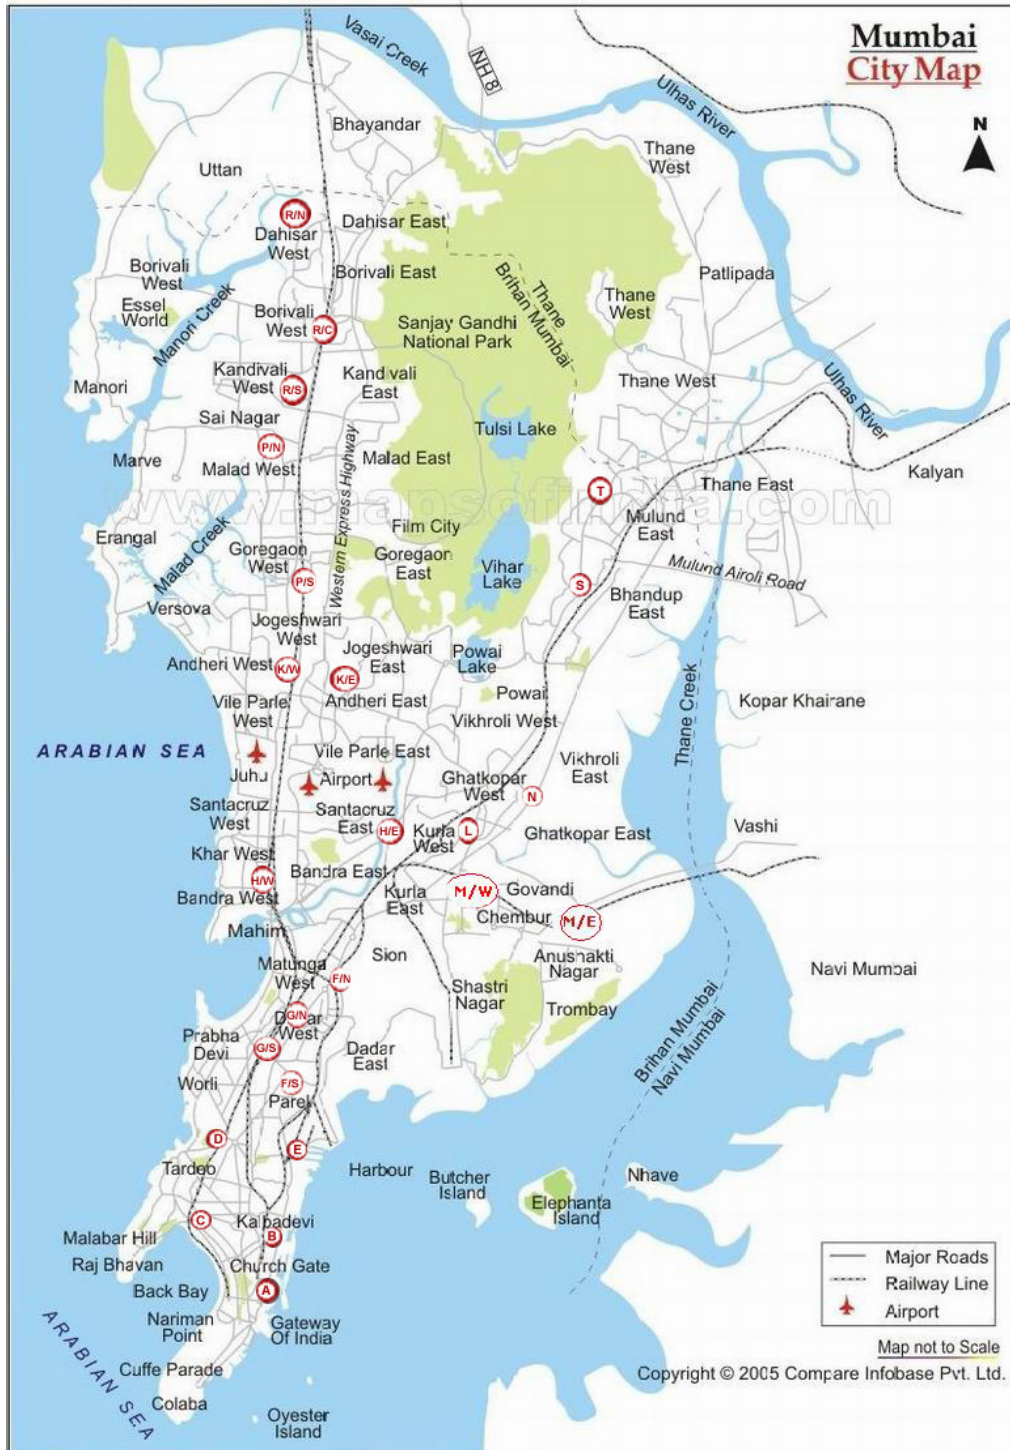 Mumbai
City Map
N
Vasai Creek
NH 8
Ulhas River
Bhayandar
Thane
West
Uttan
R/N
Dahisar
West
Dahisar East
Borivali
West
Borivali East
Thane
Brihan Mumbai
Patlipada
Essel
World
Manori Creek
Borivali
West
R/C
Sanjay Gandhi
National Park
Thane
West
Kandivali
West
R/S
Kandivali
East
Thane West
Ulhas River
Manori
Sai Nagar
P/N
Tulsi Lake
Marve
Malad West
Malad East
Western Express Highway
www.mapsofindia.com
T
Thane East
Kalyan
Mulund
East
Erangal
Malad Creek
Film City
Goregaon
West
Goregaon
East
Vihar
Lake
P/S
S
Mulund Airoli Road
Bhandup
East
Versova
Jogeshwari
West
Jogeshwari
East
Powai
Lake
Andheri West
K/W
K/E
Andheri East
Powai
Thane Creek
Kopar Khairane
Vile Parle
West
Vikhroli West
ARABIAN SEA
Vile Parle East
Vikhroli
East
Juhu
Airport
Ghatkopar
West
N
Santacruz
West
Santacruz
East
H/E
Kurla
West
L
Ghatkopar East
Vashi
Khar West
H/W
Bandra East
Bandra West
Kurla
East
M/W
Govandi
Chembur
M/E
Mahim
Sion
Anushakti
Nagar
Matunga
West
F/N
Navi Mumbai
Shastri
Nagar
Trombay
G/N
Dadar
West
Prabha
Devi
G/S
Dadar
East
Brihan Mumbai
Navi Mumbai
Worli
F/S
Parel
D
E
Tardeo
Harbour
Butcher
Island
Elephanta
Island
Nhave
C
Kalbadevi
B
Malabar Hill
Raj Bhavan
Church Gate
Back Bay
A
Nariman
Point
Gateway
Of India
ARABIAN SEA
Cuffe Parade
Colaba
Oyester
Island
Major Roads
Railway Line
Airport
Map not to Scale
Copyright © 2005 Compare Infobase Pvt. Ltd.